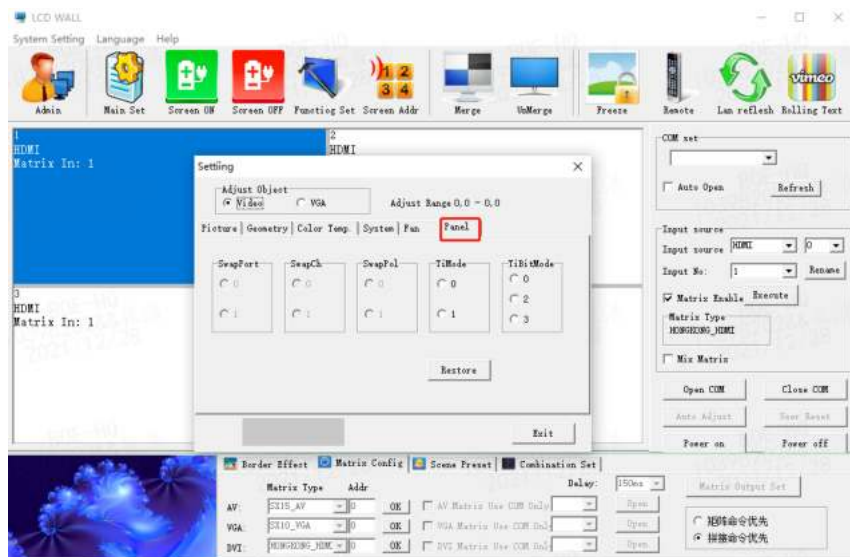 LCD WALL
System Setting Language Help
Admin Main Set Screen ON Screen OFF Function Set Screen Addr Merge UnMerge Freeze Remote Lan reflesh Rolling Text
vimeo
1 2
3 4
1
HDMI
Matrix In: 1
2
HDMI
3
HDMI
Matrix In: 1
Settiing
Adjust Object
Video VGA Adjust Range 0,0 - 0,0
Picture Geometry Color Temp. System Fan Panel
SwapPort SwapCh SwapPol TiMode TiBitMode
0 0 0 0 0
1 1 1 1 2
3
Restore
Exit
COM set
Auto Open Refresh
Input source
Input source HDMI 0
Input No: 1 Rename
Matrix Enable Execute
Matrix Type
HONGKONG_HDMI
Mix Matrix
Open COM Close COM
Auto Adjust User Reset
Power on Power off
Border Effect Matrix Config Scene Preset Combination Set
Matrix Type Addr Delay: 150ms Matrix Output Set
AV: SX15_AV 0 OK AV Matrix Use COM Only Open
VGA: SX10_VGA 0 OK VGA Matrix Use COM Onl Open
DVI: HONGKONG_HDM 0 OK DVI Matrix Use COM Onl Open
矩阵命令优先
拼接命令优先